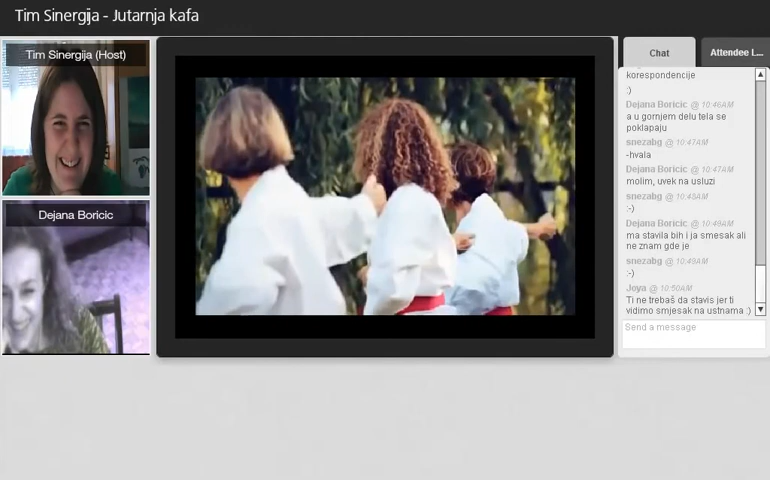 Tim Sinergija - Jutarnja kafa
Tim Sinergija (Host)
Dejana Boricic
Chat
Attendee L...
korespondencije
:)
Dejana Boricic @ 10:46AM
a u gornjem delu tela se
poklapaju
snezabg @ 10:47AM
-hvala
Dejana Boricic @ 10:47AM
molim, uvek na usluzi
snezabg @ 10:45AM
:-)
Dejana Boricic @ 10:49AM
ma stavila bih i ja smesak ali
ne znam gde je
snezabg @ 10:49AM
:-)
Joya @ 10:50AM
Ti ne trebaš da stavis jer ti
vidimo smjesak na ustnama :)
Send a message